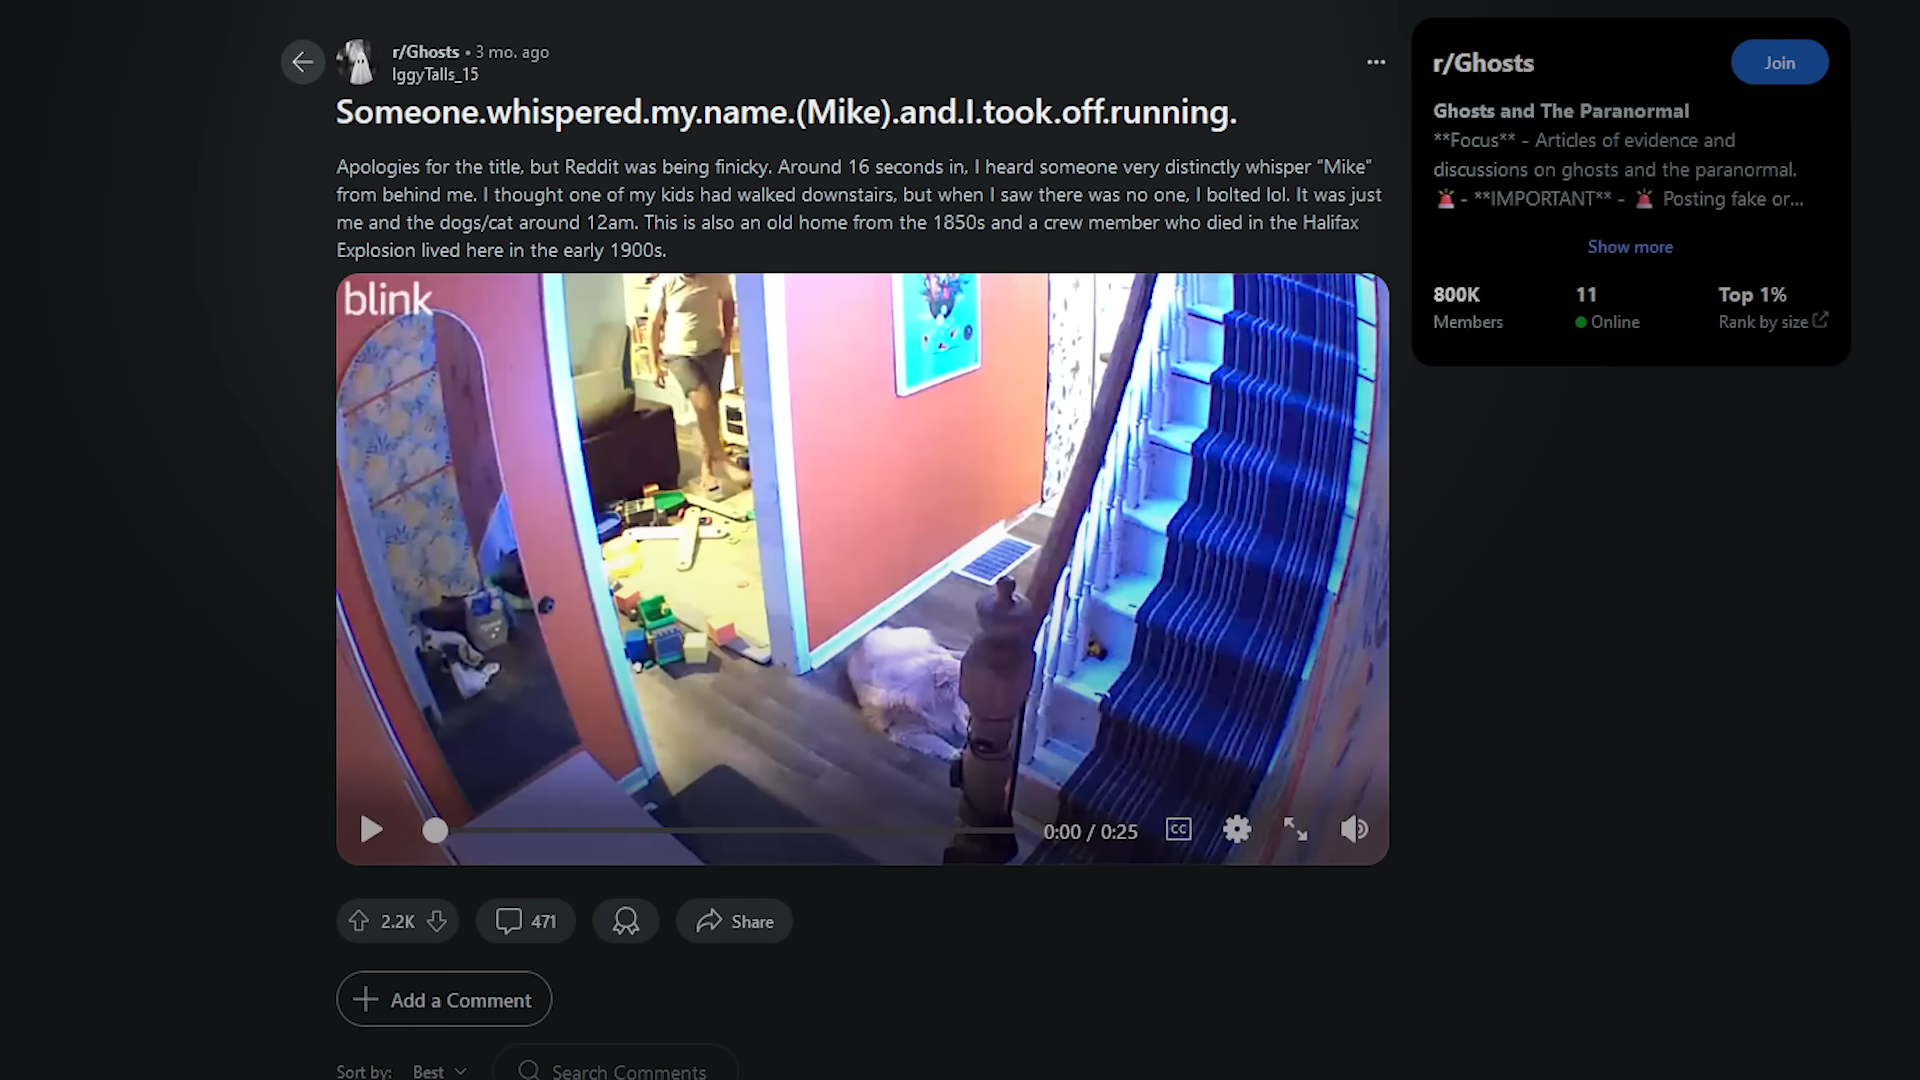 r/Ghosts • 3 mo. ago
IggyTalls_15
Someone.whispered.my.name.(Mike).and.I.took.off.running.
Apologies for the title, but Reddit was being finicky. Around 16 seconds in, I heard someone very distinctly whisper “Mike”
from behind me. I thought one of my kids had walked downstairs, but when I saw there was no one, I bolted lol. It was just
me and the dogs/cat around 12am. This is also an old home from the 1850s and a crew member who died in the Halifax
Explosion lived here in the early 1900s.
blink
0:00 / 0:25
CC
2.2K
471
Share
Add a Comment
Sort by: Best
Search Comments
r/Ghosts
Join
Ghosts and The Paranormal
**Focus** - Articles of evidence and
discussions on ghosts and the paranormal.
🚨- **IMPORTANT** - 🚨 Posting fake or...
Show more
800K 11 Top 1%
Members Online Rank by size